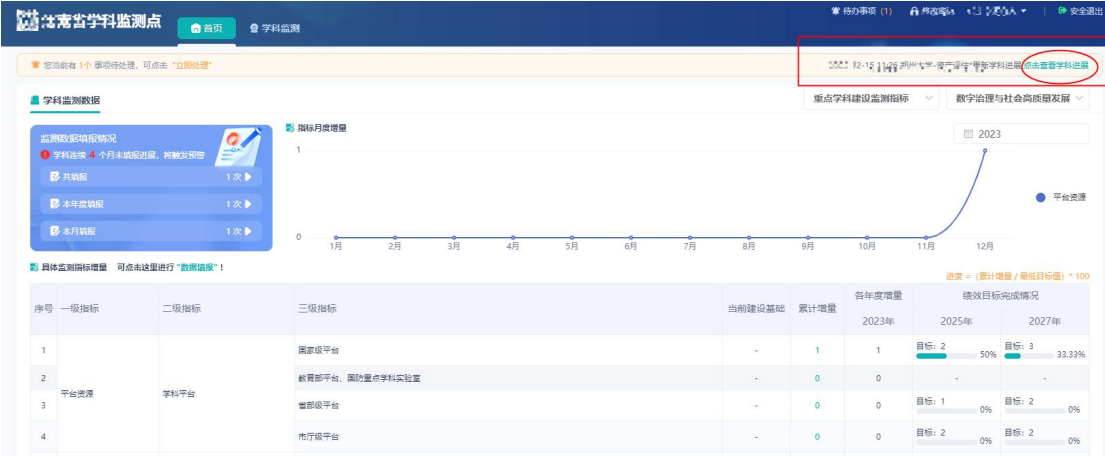 省学科监测点
首页
学科监测
待办事项 (1)
安全退出
您当前有 1个 事项待处理,可点击 "立即处理"
更新学科进展 点击查看学科进展
学科监测数据
重点学科建设监测指标
数字治理与社会高质量发展
监测数据填报情况
学科连续 4 个月未填报进展,将触发预警
共填报 1次
本年度填报 1次
本月填报 1次
指标月度增量
2023
1
0
1月 2月 3月 4月 5月 6月 7月 8月 9月 10月 11月 12月
平台资源
具体监测指标增量 可点击这里进行 "数据填报" !
进度 = (累计增量 / 最低目标值) * 100
序号 一级指标 二级指标 三级指标 当前建设基础 累计增量 各年度增量 绩效目标完成情况
2023年 2025年 2027年
1 国家级平台 - 1 1 目标: 2 50% 目标: 3 33.33%
2 教育部平台、国防重点学科实验室 - 0 0 - -
平台资源 学科平台
3 省部级平台 - 0 0 目标: 1 0% 目标: 2 0%
4 市厅级平台 - 0 0 目标: 2 0% 目标: 2 0%